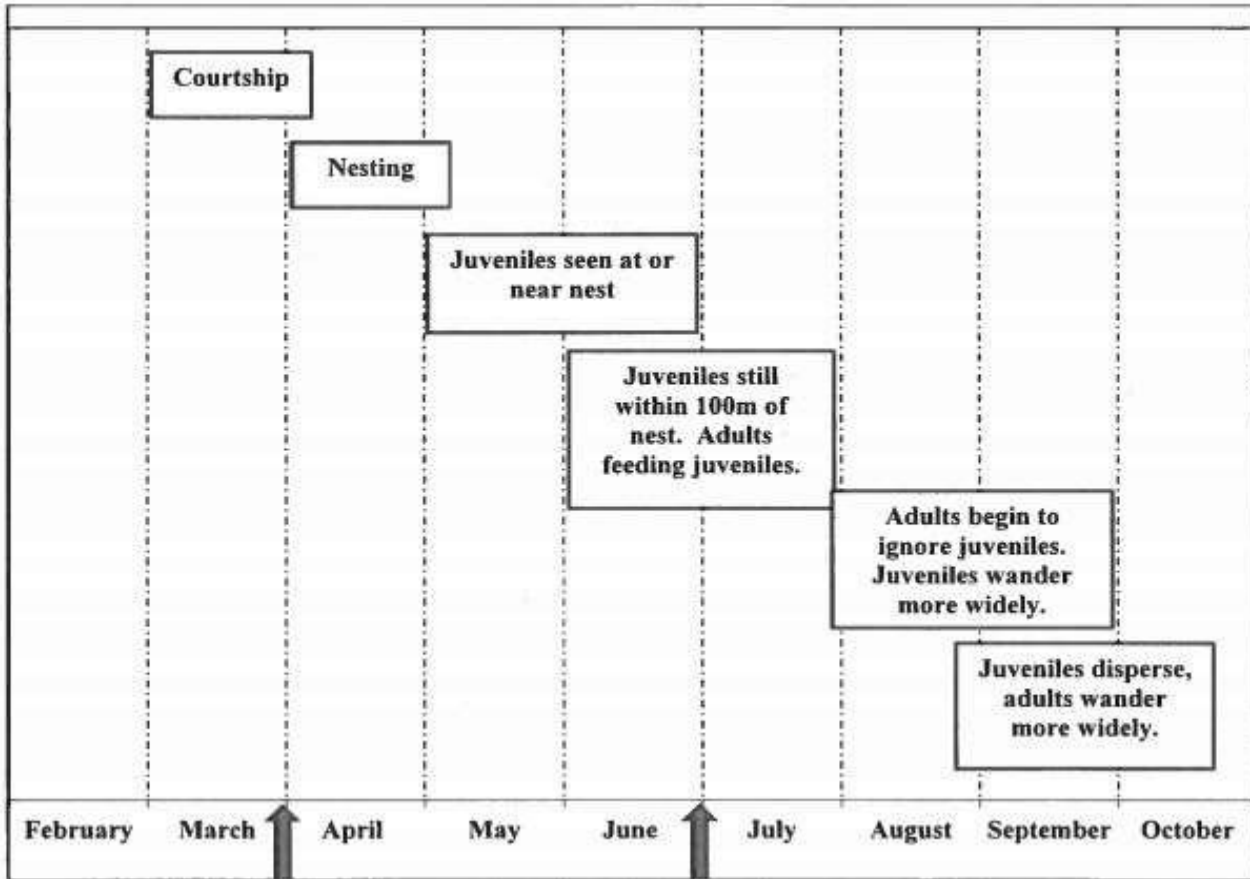 Courtship
Nesting
Juveniles seen at or
near nest
Juveniles still
within 100m of
nest. Adults
feeding juveniles.
Adults begin to
ignore juveniles.
Juveniles wander
more widely.
Juveniles disperse,
adults wander
more widely.
February March April May June July August September October